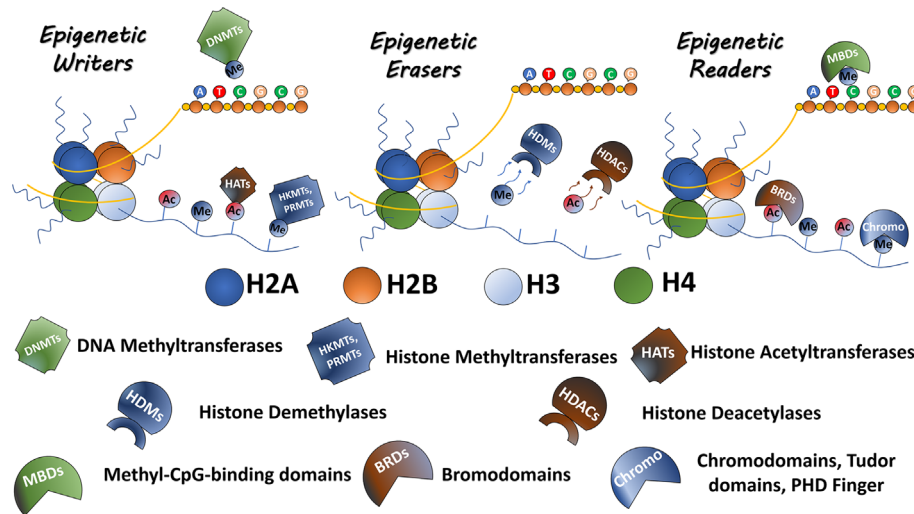 Epigenetic
Writers
DNMTs
Me
A T C G C G
Ac
Me
HATs
Ac
HKMTs,
PRMTs
Me
Epigenetic
Erasers
A T C G C G
HDMs
Me
HDACs
Ac
Epigenetic
Readers
MBDs
Me
A T C G C G
BRDs
Ac
Me
Ac
Chromo
Me
H2A H2B H3 H4
DNMTs DNA Methyltransferases
HKMTs,
PRMTs
Histone Methyltransferases
HATs Histone Acetyltransferases
HDMs
Histone Demethylases
HDACs
Histone Deacetylases
MBDs
Methyl-CpG-binding domains
BRDs
Bromodomains
Chromo
Chromodomains, Tudor
domains, PHD Finger